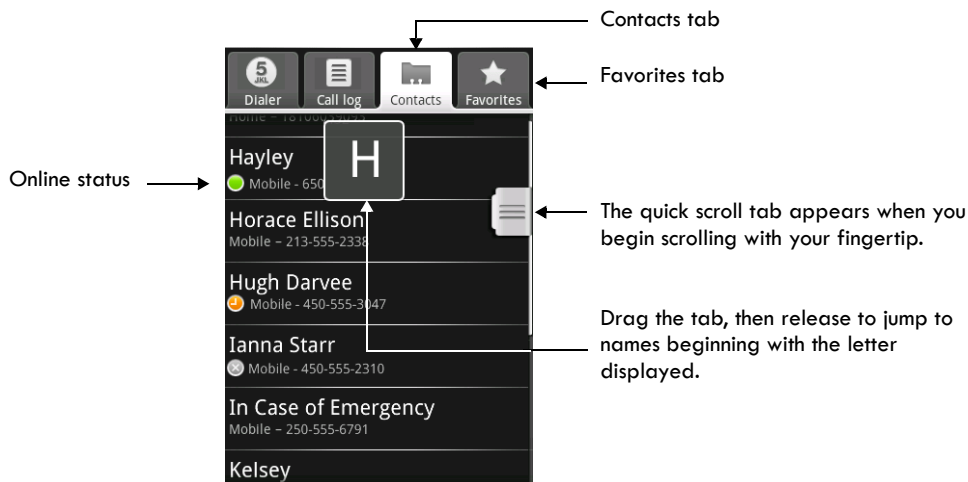 Contacts tab
Favorites tab
5
JKL
Dialer
Call log
Contacts
Favorites
H
Hayley
Mobile - 650
Online status
The quick scroll tab appears when you
begin scrolling with your fingertip.
Horace Ellison
Mobile – 213-555-2338
Hugh Darvee
Mobile - 450-555-3047
Drag the tab, then release to jump to
names beginning with the letter
displayed.
Ianna Starr
Mobile - 450-555-2310
In Case of Emergency
Mobile – 250-555-6791
Kelsey